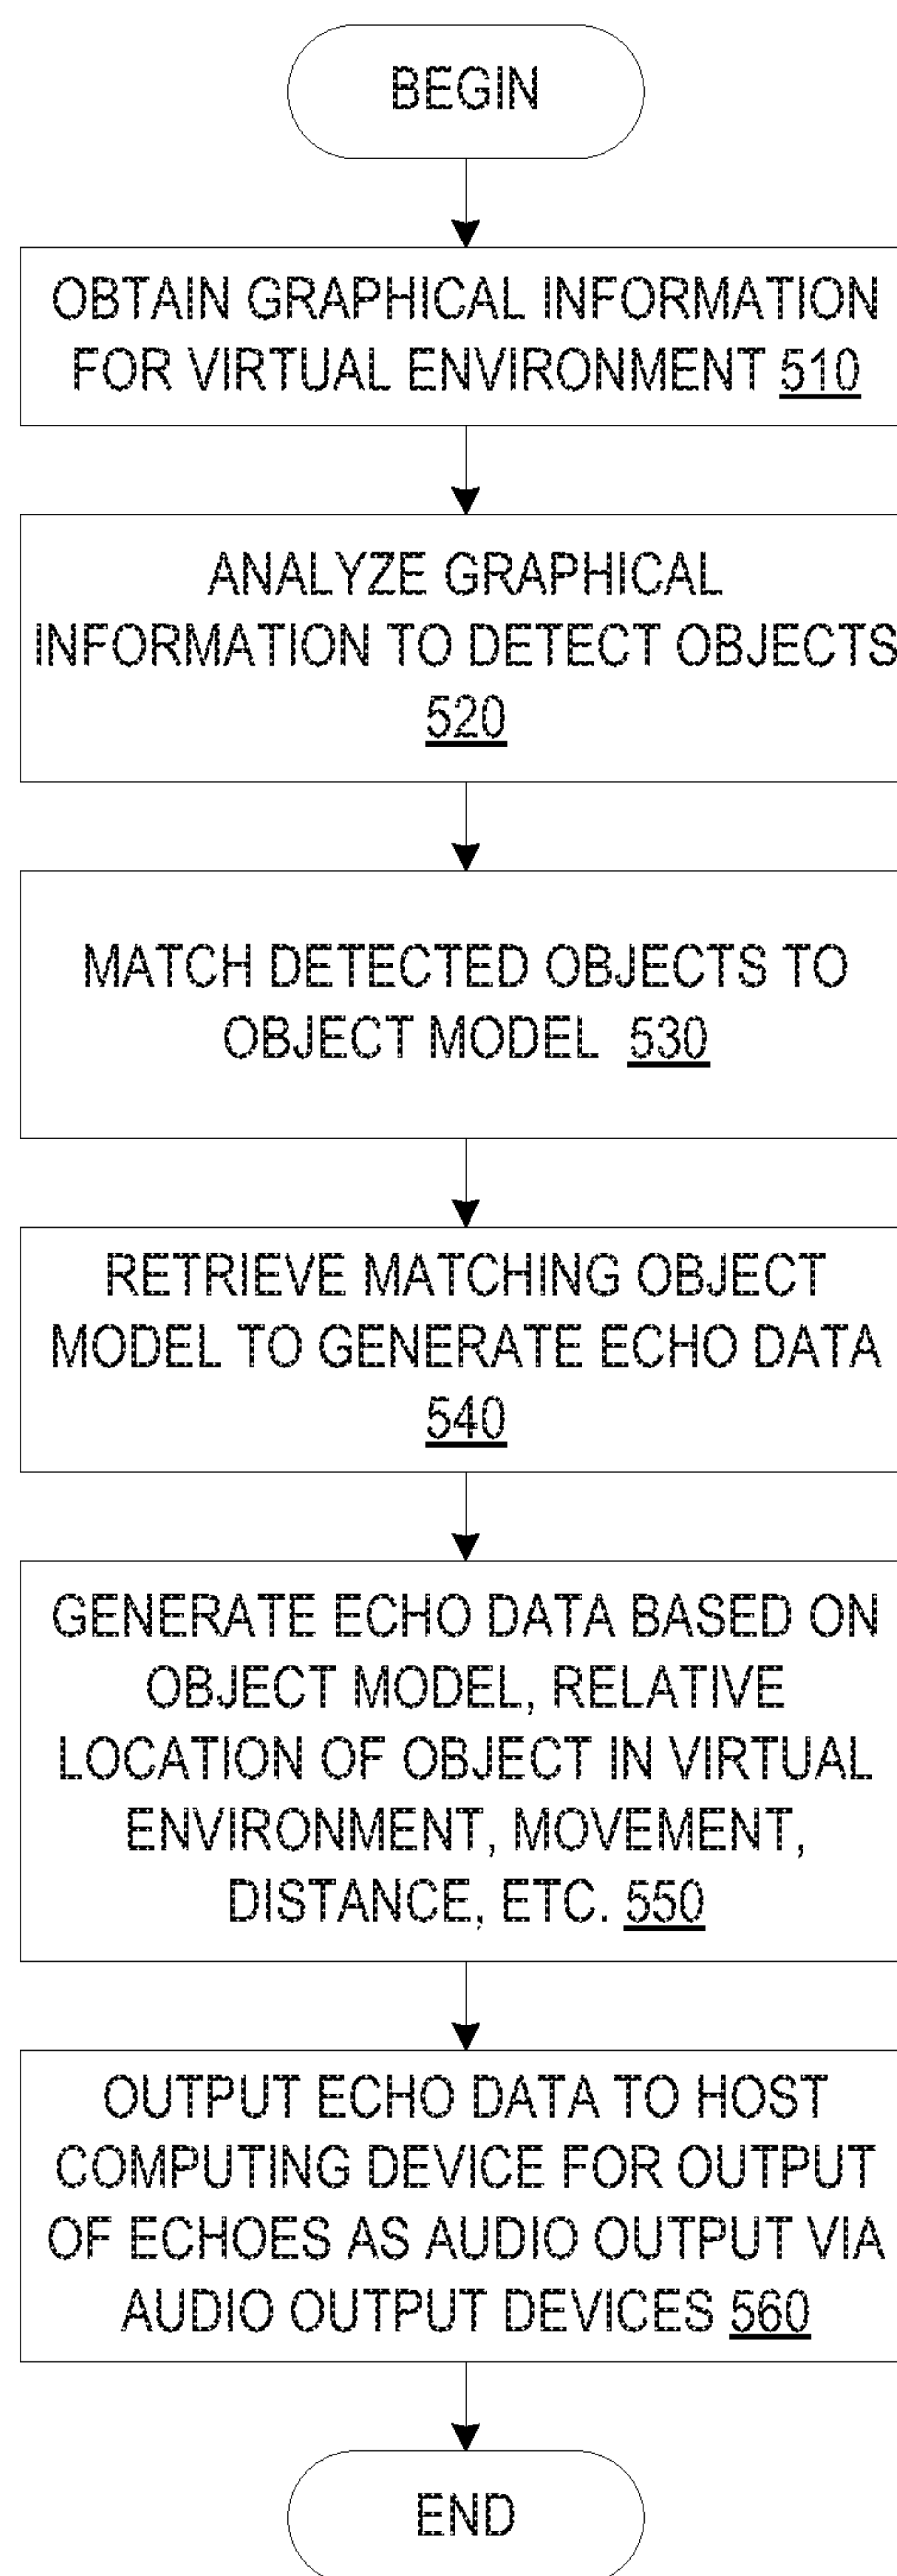 BEGIN
OBTAIN GRAPHICAL INFORMATION
FOR VIRTUAL ENVIRONMENT 510
ANALYZE GRAPHICAL
INFORMATION TO DETECT OBJECTS
520
MATCH DETECTED OBJECTS TO
OBJECT MODEL 530
RETRIEVE MATCHING OBJECT
MODEL TO GENERATE ECHO DATA
540
GENERATE ECHO DATA BASED ON
OBJECT MODEL, RELATIVE
LOCATION OF OBJECT IN VIRTUAL
ENVIRONMENT, MOVEMENT,
DISTANCE, ETC. 550
OUTPUT ECHO DATA TO HOST
COMPUTING DEVICE FOR OUTPUT
OF ECHOES AS AUDIO OUTPUT VIA
AUDIO OUTPUT DEVICES 560
END